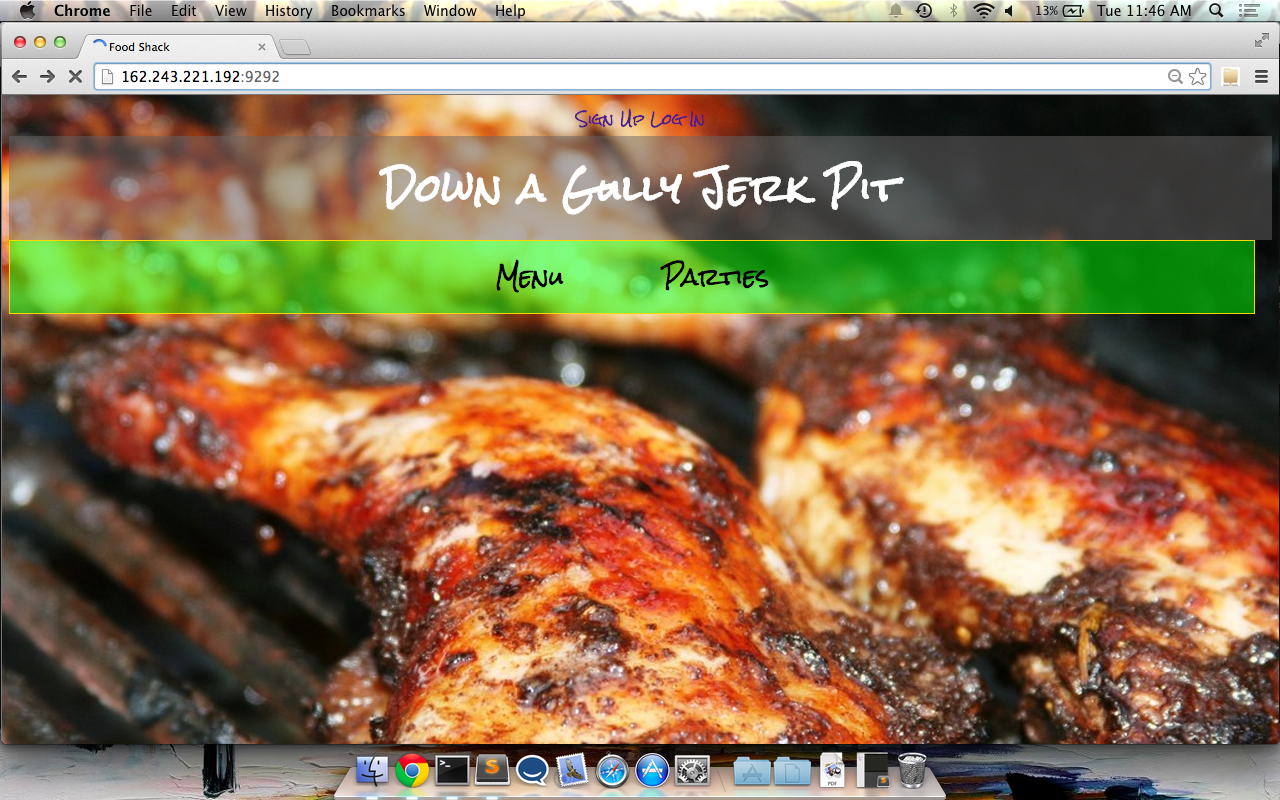 Chrome File Edit View History Bookmarks Window Help 13% Tue 11:46 AM
Food Shack
162.243.221.192:9292
Sign Up Log In
Down a Gully Jerk Pit
Menu Parties
PDF